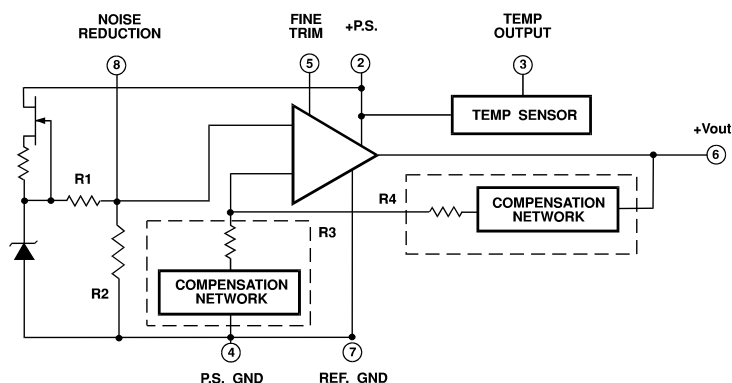 NOISE
REDUCTION
FINE
TRIM
+P.S.
TEMP
OUTPUT
8
5
2
3
TEMP SENSOR
+Vout
6
R1
R4
COMPENSATION
NETWORK
R3
R2
COMPENSATION
NETWORK
4
7
P.S. GND
REF. GND